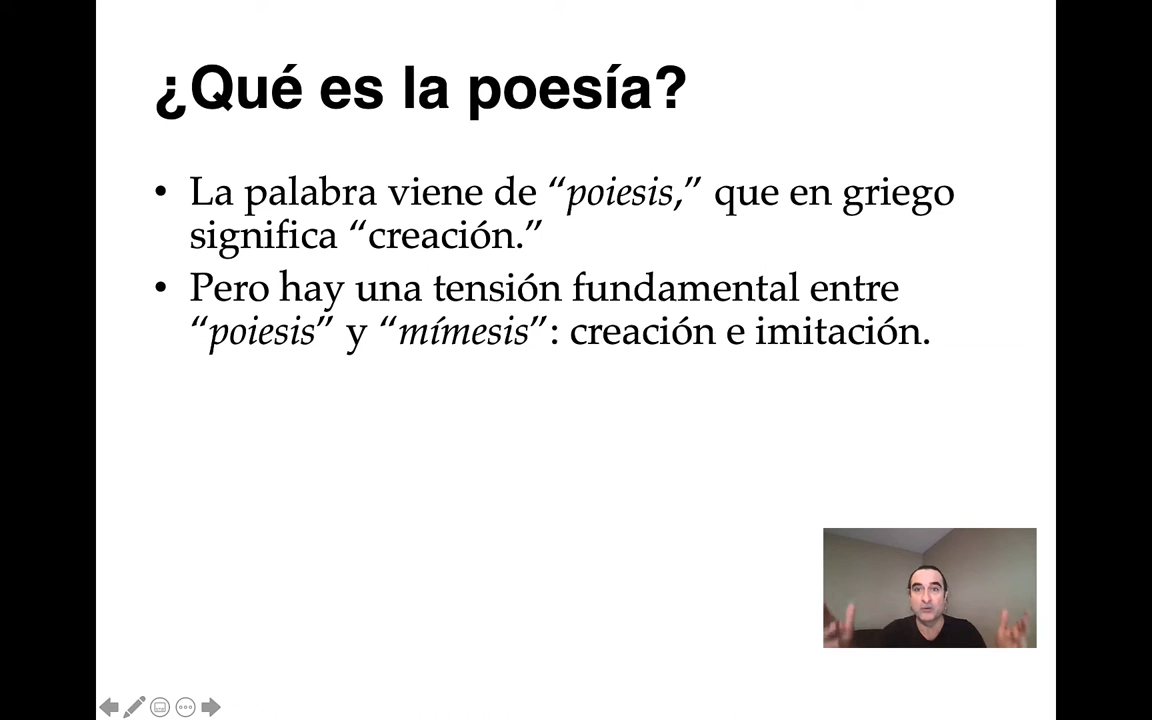 ¿Qué es la poesía?
• La palabra viene de “poiesis,” que en griego
significa “creación.”
• Pero hay una tensión fundamental entre
“poiesis” y “mímesis”: creación e imitación.